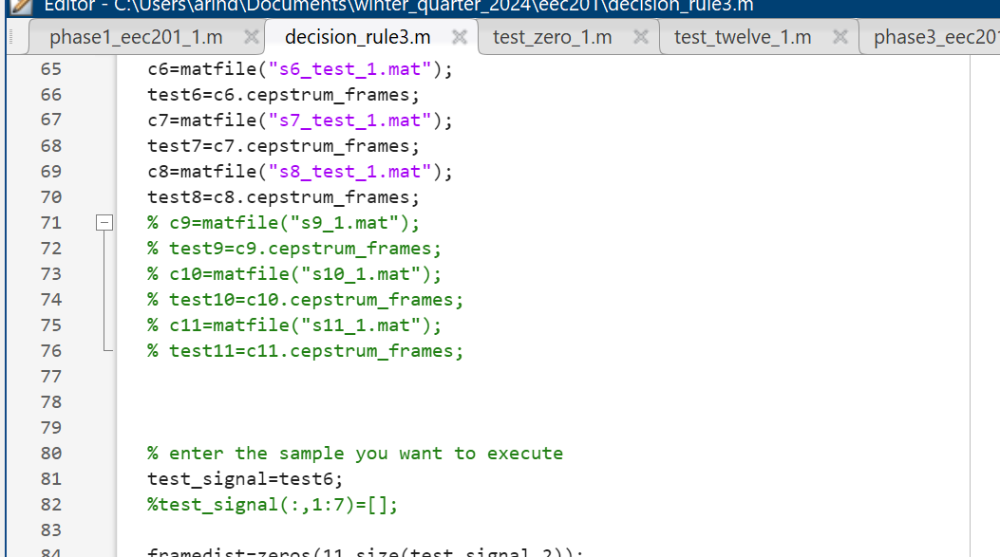 Editor - C:\Users\arind\Documents\winter_quarter_2024\eec201\decision_rule3.m
phase1_eec201_1.m decision_rule3.m test_zero_1.m test_twelve_1.m phase3_eec201
65 c6=matfile("s6_test_1.mat");
66 test6=c6.cepstrum_frames;
67 c7=matfile("s7_test_1.mat");
68 test7=c7.cepstrum_frames;
69 c8=matfile("s8_test_1.mat");
70 test8=c8.cepstrum_frames;
71 % c9=matfile("s9_1.mat");
72 % test9=c9.cepstrum_frames;
73 % c10=matfile("s10_1.mat");
74 % test10=c10.cepstrum_frames;
75 % c11=matfile("s11_1.mat");
76 % test11=c11.cepstrum_frames;
77
78
79
80 % enter the sample you want to execute
81 test_signal=test6;
82 %test_signal(:,1:7)=[];
83
84 framedist=zeros(11,size(test_signal,2));